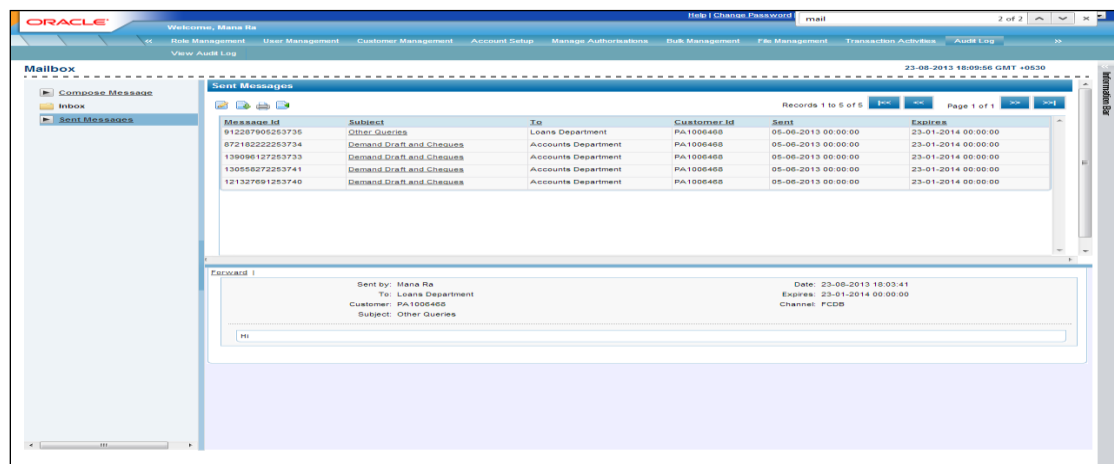 ORACLE
Help | Change Password
mail 2 of 2
Welcome, Mana Ra
<< Role Management User Management Customer Management Account Setup Manage Authorisations Bulk Management File Management Transaction Activities Audit Log >>
View Audit Log
Mailbox 23-08-2013 18:09:56 GMT +0530
Information Bar
Compose Message
Inbox
Sent Messages
Sent Messages
Records 1 to 5 of 5 |<< << Page 1 of 1 >> >>|
Message Id Subject To Customer Id Sent Expires
912287905253735 Other Queries Loans Department PA1006468 05-06-2013 00:00:00 23-01-2014 00:00:00
872182222253734 Demand Draft and Cheques Accounts Department PA1006468 05-06-2013 00:00:00 23-01-2014 00:00:00
139096127253733 Demand Draft and Cheques Accounts Department PA1006468 05-06-2013 00:00:00 23-01-2014 00:00:00
130558272253741 Demand Draft and Cheques Accounts Department PA1006468 05-06-2013 00:00:00 23-01-2014 00:00:00
121327691253740 Demand Draft and Cheques Accounts Department PA1006468 05-06-2013 00:00:00 23-01-2014 00:00:00
Forward |
Sent by: Mana Ra Date: 23-08-2013 18:03:41
To: Loans Department Expires: 23-01-2014 00:00:00
Customer: PA1006468 Channel: FCDB
Subject: Other Queries
Hi